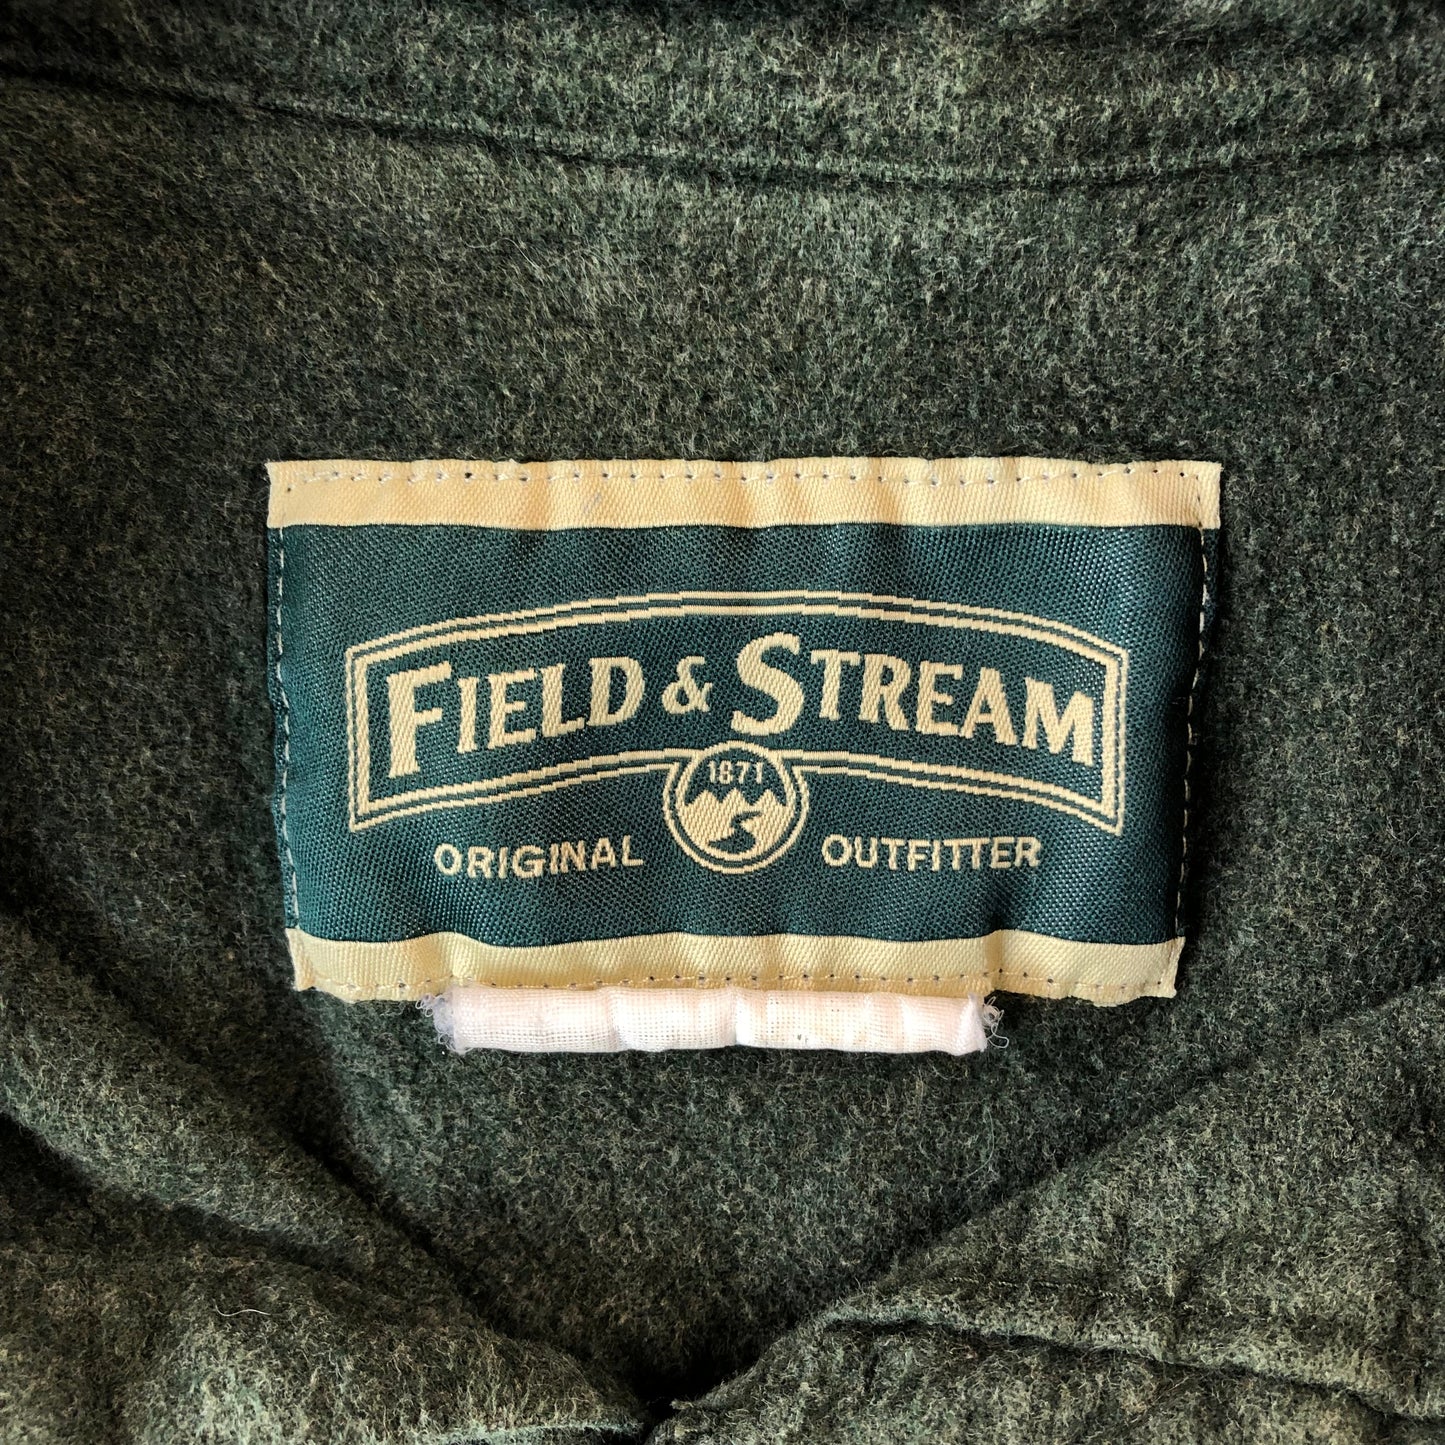 FIELD & STREAM
1871
ORIGINAL OUTFITTER